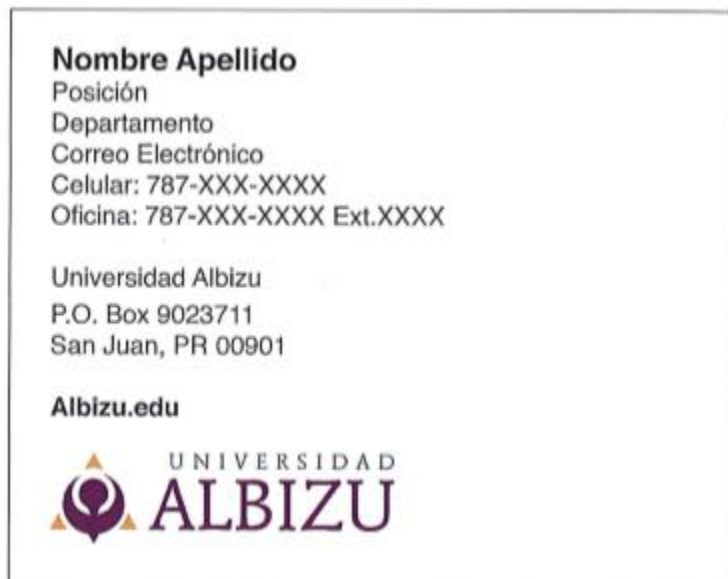 Nombre Apellido
Posición
Departamento
Correo Electrónico
Celular: 787-XXX-XXXX
Oficina: 787-XXX-XXXX Ext.XXXX
Universidad Albizu
P.O. Box 9023711
San Juan, PR 00901
Albizu.edu
UNIVERSIDAD
ALBIZU